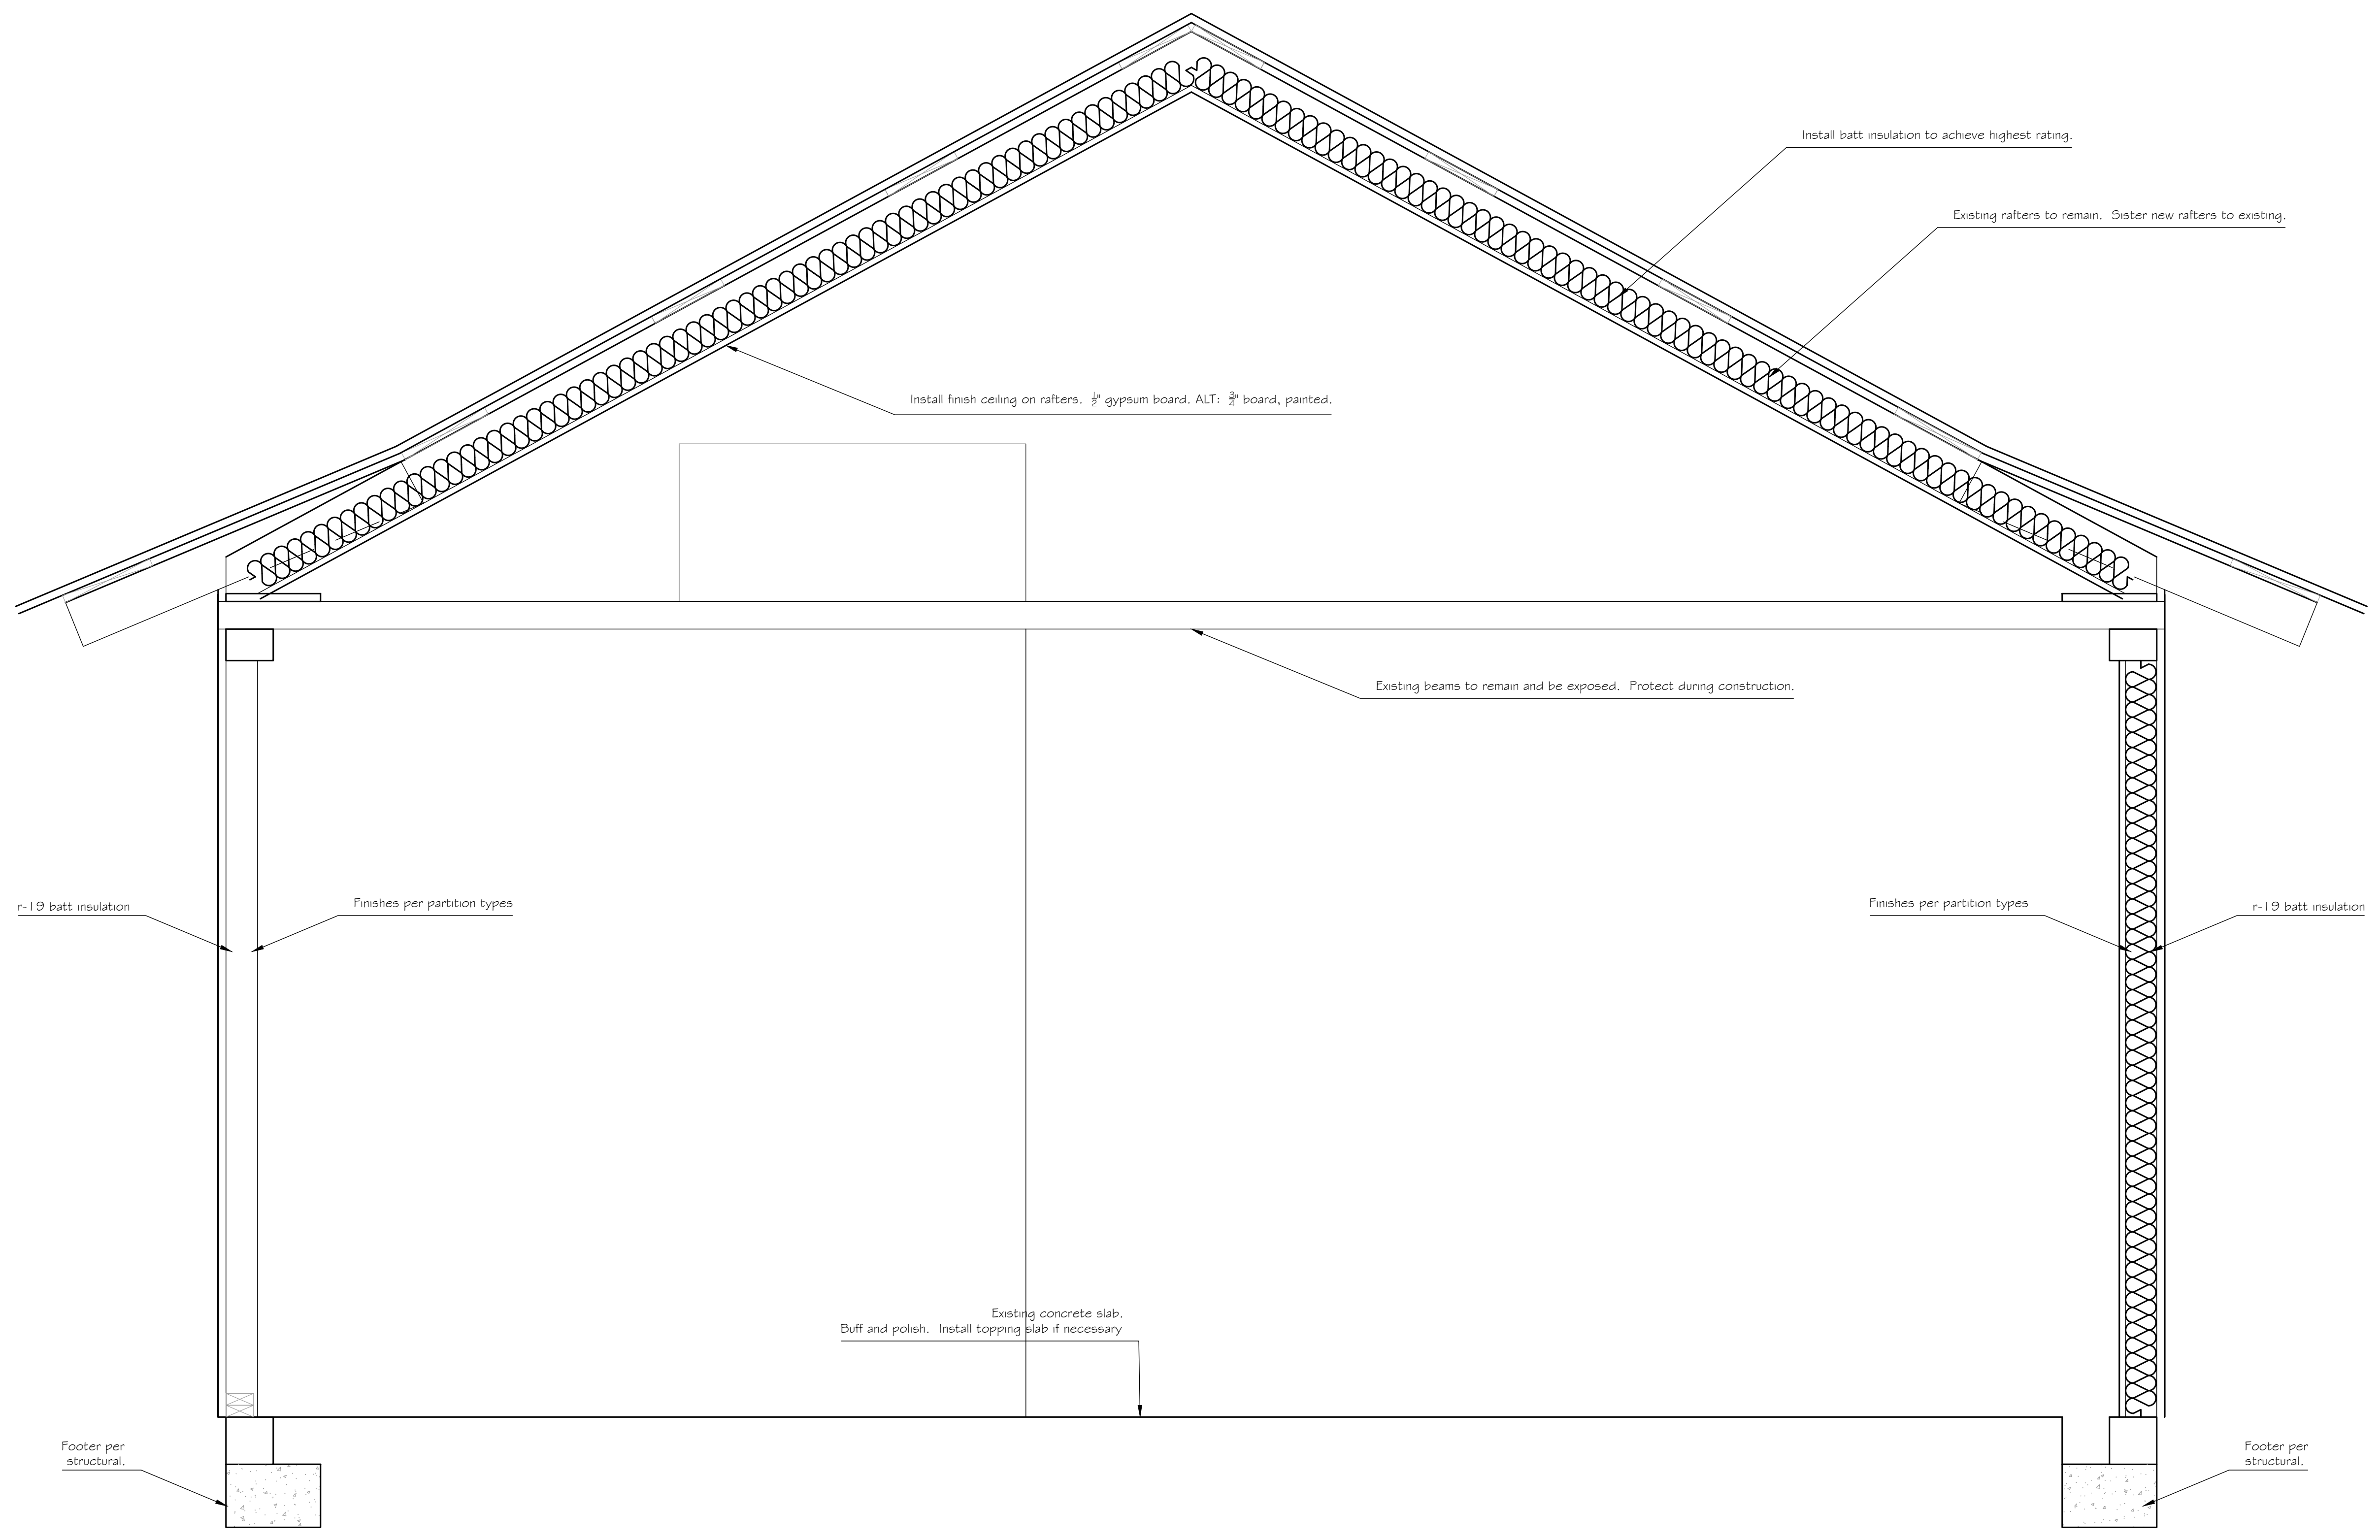 Install batt insulation to achieve highest rating.
Existing rafters to remain.  Sister new rafters to existing.
Install finish ceiling on rafters.  1/2" gypsum board. ALT:  3/4" board, painted.
Existing beams to remain and be exposed.  Protect during construction.
r-19 batt insulation
Finishes per partition types
Finishes per partition types
r-19 batt insulation
Existing concrete slab.
Buff and polish.  Install topping slab if necessary
Footer per
structural.
Footer per
structural.